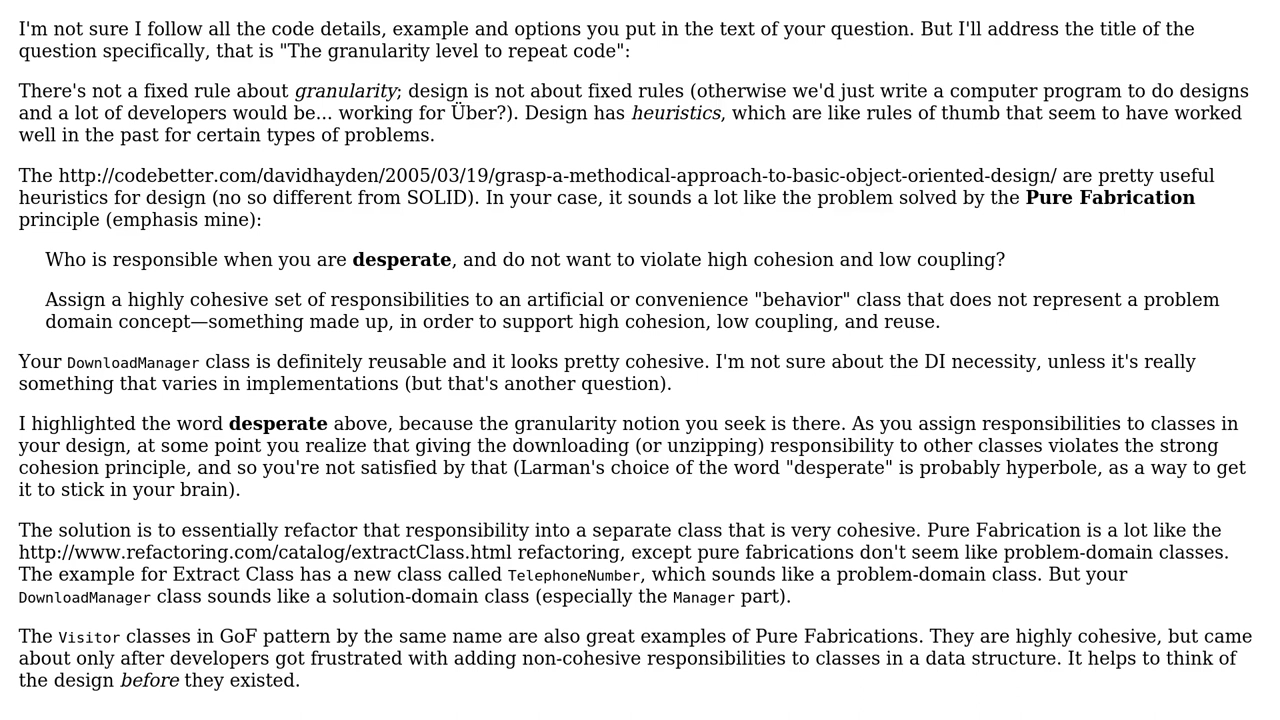 I'm not sure I follow all the code details, example and options you put in the text of your question. But I'll address the title of the
question specifically, that is "The granularity level to repeat code":
There's not a fixed rule about granularity; design is not about fixed rules (otherwise we'd just write a computer program to do designs
and a lot of developers would be... working for Über?). Design has heuristics, which are like rules of thumb that seem to have worked
well in the past for certain types of problems.
The http://codebetter.com/davidhayden/2005/03/19/grasp-a-methodical-approach-to-basic-object-oriented-design/ are pretty useful
heuristics for design (no so different from SOLID). In your case, it sounds a lot like the problem solved by the Pure Fabrication
principle (emphasis mine):
Who is responsible when you are desperate, and do not want to violate high cohesion and low coupling?
Assign a highly cohesive set of responsibilities to an artificial or convenience "behavior" class that does not represent a problem
domain concept—something made up, in order to support high cohesion, low coupling, and reuse.
Your DownloadManager class is definitely reusable and it looks pretty cohesive. I'm not sure about the DI necessity, unless it's really
something that varies in implementations (but that's another question).
I highlighted the word desperate above, because the granularity notion you seek is there. As you assign responsibilities to classes in
your design, at some point you realize that giving the downloading (or unzipping) responsibility to other classes violates the strong
cohesion principle, and so you're not satisfied by that (Larman's choice of the word "desperate" is probably hyperbole, as a way to get
it to stick in your brain).
The solution is to essentially refactor that responsibility into a separate class that is very cohesive. Pure Fabrication is a lot like the
http://www.refactoring.com/catalog/extractClass.html refactoring, except pure fabrications don't seem like problem-domain classes.
The example for Extract Class has a new class called TelephoneNumber, which sounds like a problem-domain class. But your
DownloadManager class sounds like a solution-domain class (especially the Manager part).
The Visitor classes in GoF pattern by the same name are also great examples of Pure Fabrications. They are highly cohesive, but came
about only after developers got frustrated with adding non-cohesive responsibilities to classes in a data structure. It helps to think of
the design before they existed.